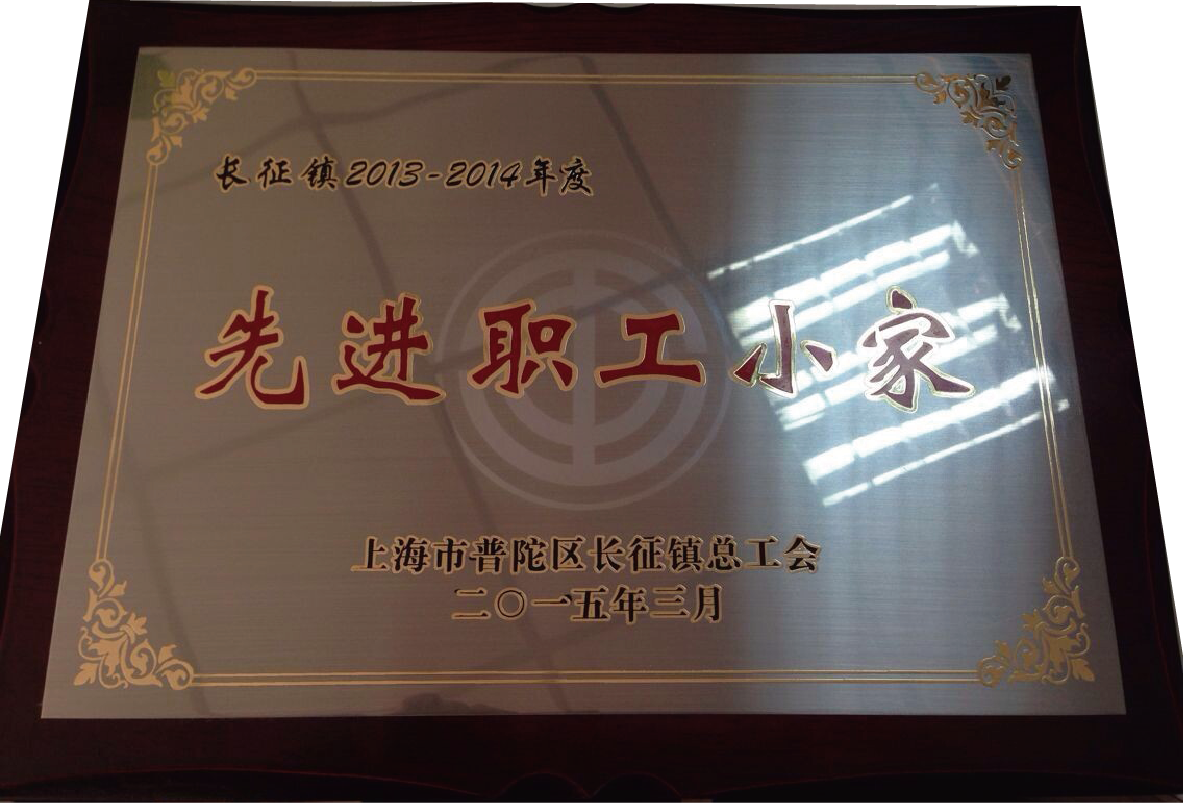 长征镇2013-2014年度
先进职工小家
上海市普陀区长征镇总工会
二〇一五年三月